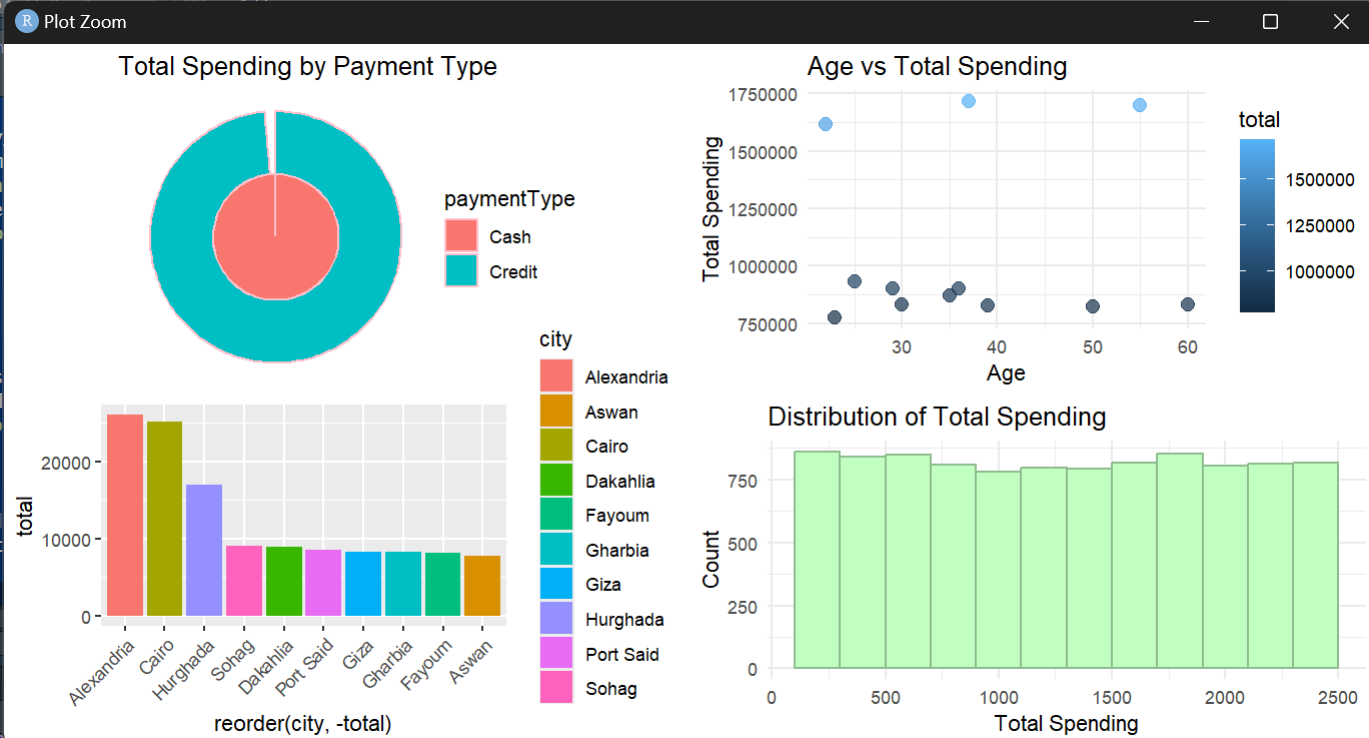 R Plot Zoom
Total Spending by Payment Type
paymentType
Cash
Credit
Age vs Total Spending
Total Spending
1750000
1500000
1250000
1000000
750000
30 40 50 60
Age
total
1500000
1250000
1000000
total
20000
10000
0
Alexandria
Cairo
Hurghada
Sohag
Dakahlia
Port Said
Giza
Gharbia
Fayoum
Aswan
reorder(city, -total)
city
Alexandria
Aswan
Cairo
Dakahlia
Fayoum
Gharbia
Giza
Hurghada
Port Said
Sohag
Distribution of Total Spending
Count
750
500
250
0
0 500 1000 1500 2000 2500
Total Spending